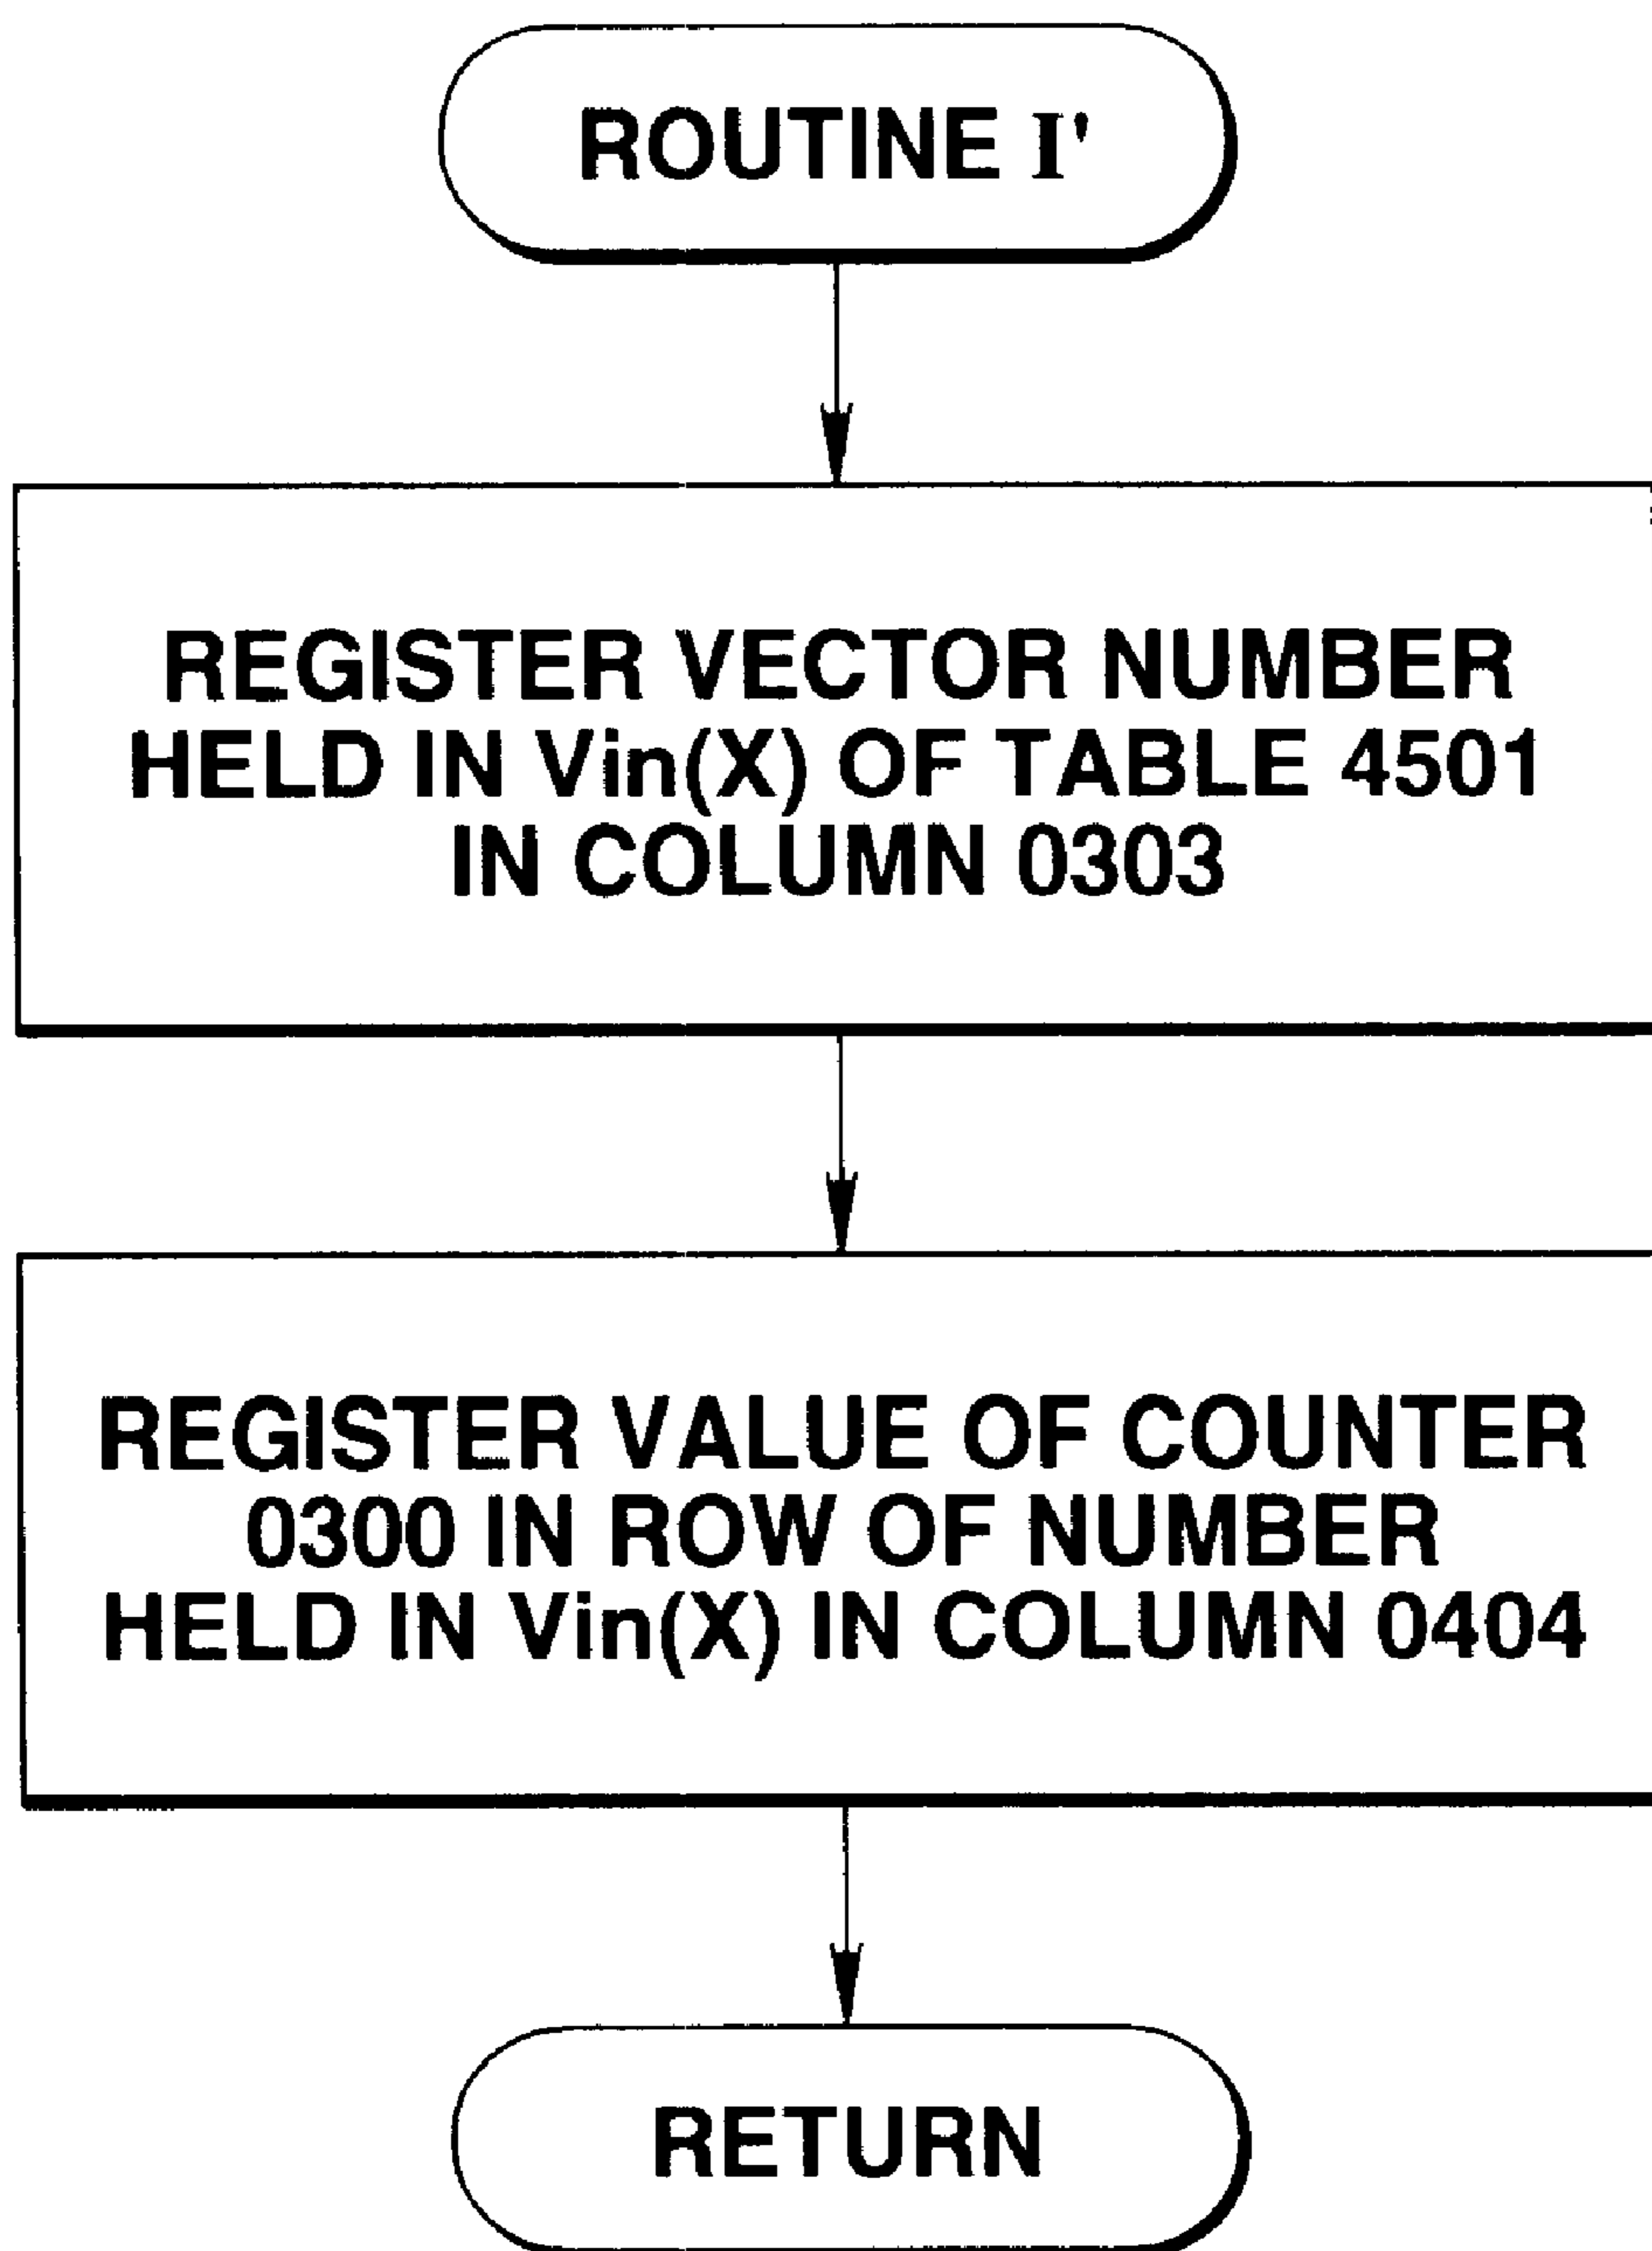 ROUTINE I'
REGISTER VECTOR NUMBER
HELD IN Vin(X) OF TABLE 4501
IN COLUMN 0303
REGISTER VALUE OF COUNTER
0300 IN ROW OF NUMBER
HELD IN Vin(X) IN COLUMN 0404
RETURN